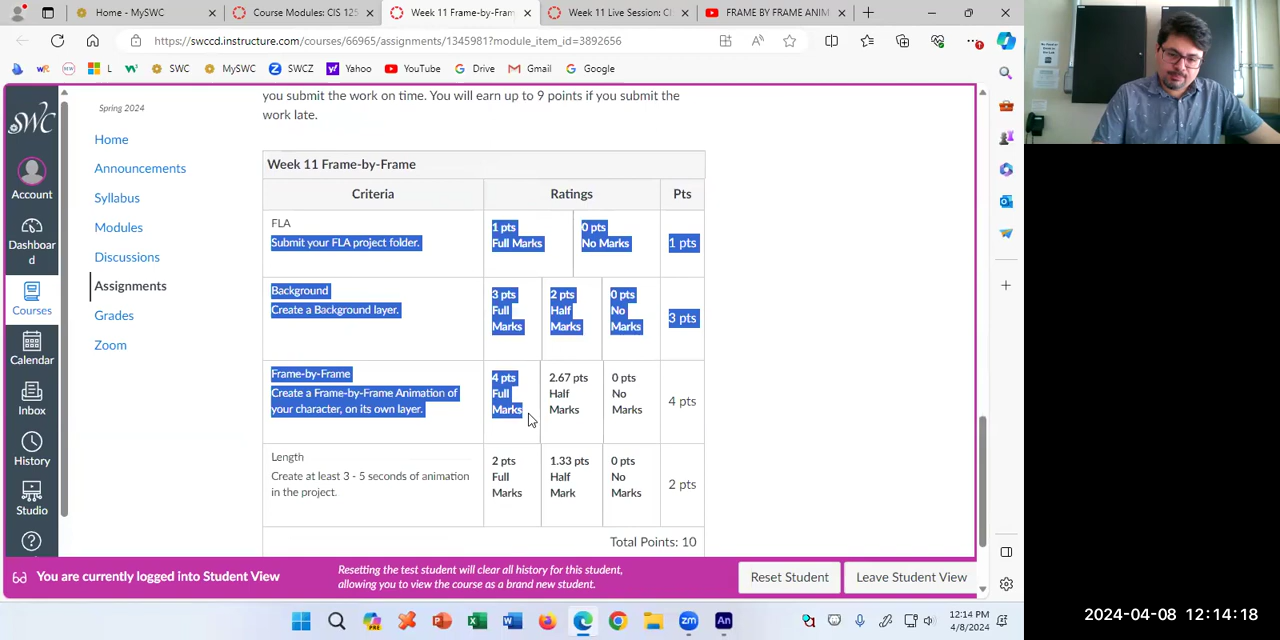 Home - MySWC
Course Modules: CIS 125
Week 11 Frame-by-Fram
Week 11 Live Session: CI
FRAME BY FRAME ANIM
https://swccd.instructure.com/courses/66965/assignments/1345981?module_item_id=3892656
L
SWC
MySWC
SWCZ
Yahoo
YouTube
Drive
Gmail
Google
SWC
Account
Dashboar
d
Courses
Calendar
Inbox
History
Studio
Spring 2024
Home
Announcements
Syllabus
Modules
Discussions
Assignments
Grades
Zoom
you submit the work on time. You will earn up to 9 points if you submit the
work late.
Week 11 Frame-by-Frame
Criteria Ratings Pts
FLA
Submit your FLA project folder.
1 pts
Full Marks
0 pts
No Marks
1 pts
Background
Create a Background layer.
3 pts
Full
Marks
2 pts
Half
Marks
0 pts
No
Marks
3 pts
Frame-by-Frame
Create a Frame-by-Frame Animation of
your character, on its own layer.
4 pts
Full
Marks
2.67 pts
Half
Marks
0 pts
No
Marks
4 pts
Length
Create at least 3 - 5 seconds of animation
in the project.
2 pts
Full
Marks
1.33 pts
Half
Mark
0 pts
No
Marks
2 pts
Total Points: 10
You are currently logged into Student View
Resetting the test student will clear all history for this student,
allowing you to view the course as a brand new student.
Reset Student
Leave Student View
12:14 PM
4/8/2024
2024-04-08 12:14:18